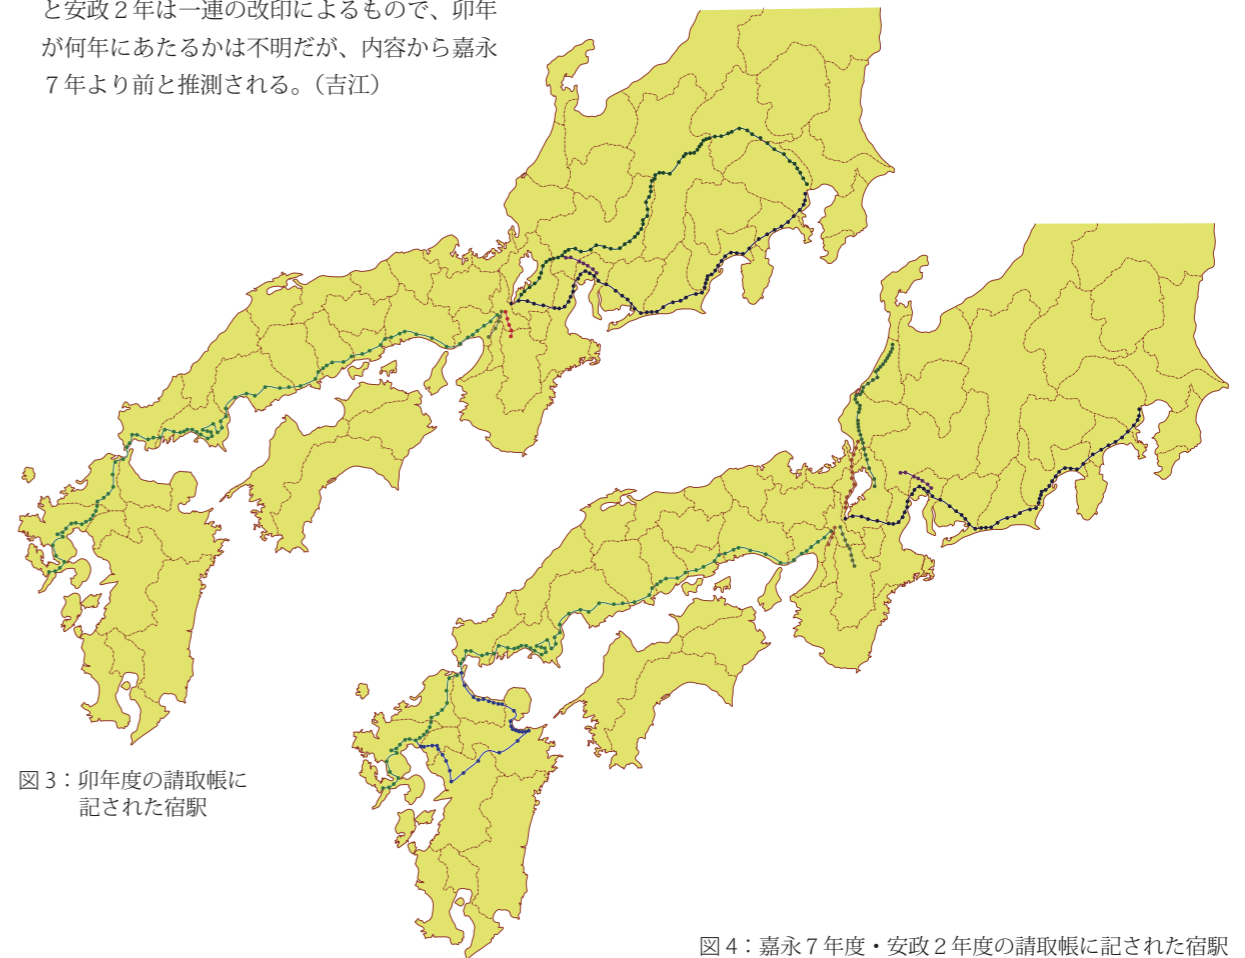 と安政２年は一連の改印によるもので、卯年
が何年にあたるかは不明だが、内容から嘉永
７年より前と推測される。（吉江）
図３：卯年度の請取帳に
記された宿駅
図４：嘉永７年度・安政２年度の請取帳に記された宿駅